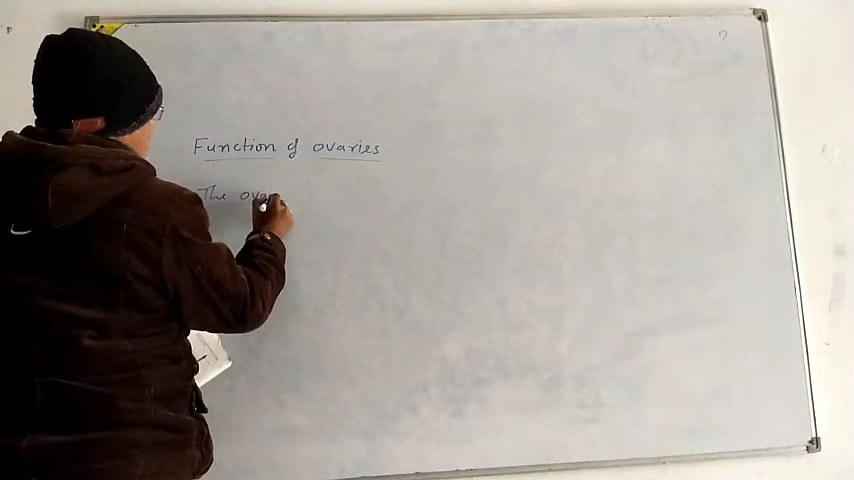 Function of ovaries
The ova